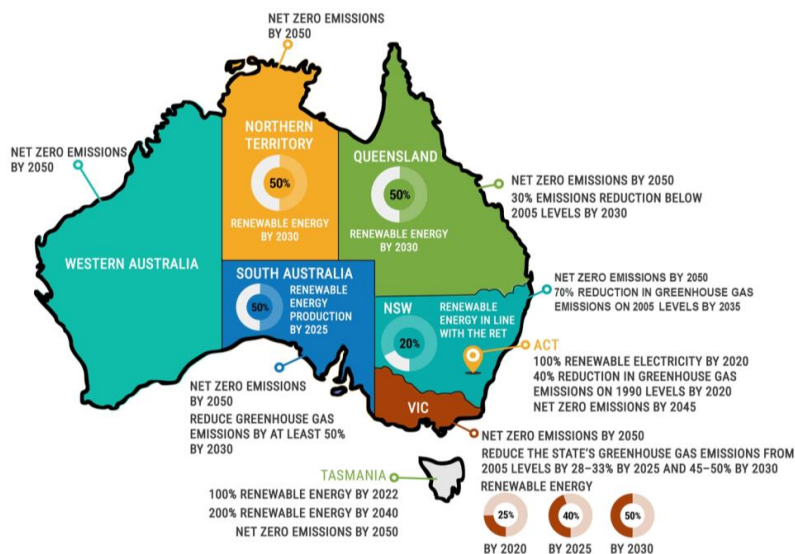 NET ZERO EMISSIONS
BY 2050
NET ZERO EMISSIONS
BY 2050
NORTHERN
TERRITORY
50%
RENEWABLE ENERGY
BY 2030
QUEENSLAND
50%
RENEWABLE ENERGY
BY 2030
NET ZERO EMISSIONS BY 2050
30% EMISSIONS REDUCTION BELOW
2005 LEVELS BY 2030
WESTERN AUSTRALIA
SOUTH AUSTRALIA
50%
RENEWABLE
ENERGY
PRODUCTION
BY 2025
NET ZERO EMISSIONS
BY 2050
REDUCE GREENHOUSE GAS
EMISSIONS BY AT LEAST 50%
BY 2030
NSW
20%
RENEWABLE
ENERGY IN LINE
WITH THE RET
NET ZERO EMISSIONS BY 2050
70% REDUCTION IN GREENHOUSE GAS
EMISSIONS ON 2005 LEVELS BY 2035
ACT
100% RENEWABLE ELECTRICITY BY 2020
40% REDUCTION IN GREENHOUSE GAS
EMISSIONS ON 1990 LEVELS BY 2020
NET ZERO EMISSIONS BY 2045
VIC
NET ZERO EMISSIONS BY 2050
REDUCE THE STATE'S GREENHOUSE GAS EMISSIONS FROM
2005 LEVELS BY 28–33% BY 2025 AND 45–50% BY 2030
RENEWABLE ENERGY
25%
40%
50%
BY 2020
BY 2025
BY 2030
TASMANIA
100% RENEWABLE ENERGY BY 2022
200% RENEWABLE ENERGY BY 2040
NET ZERO EMISSIONS BY 2050